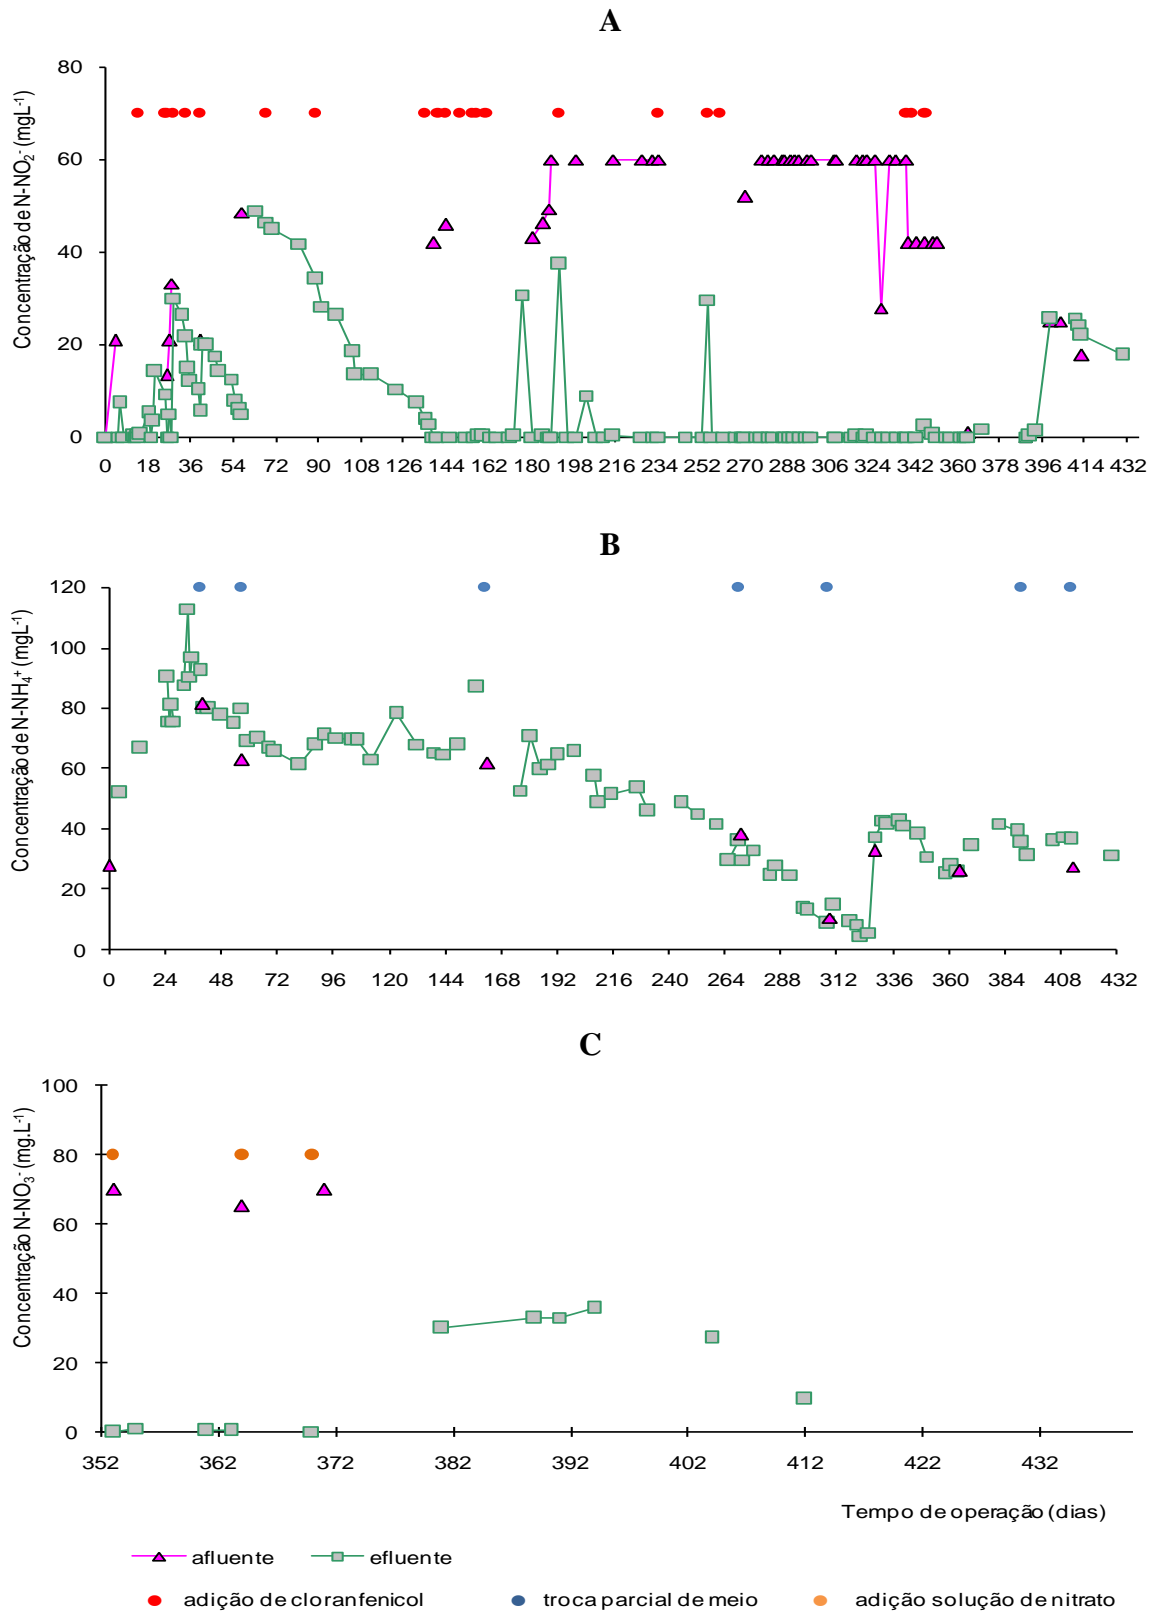 A
Concentração de N-NO₂⁻ (mgL⁻¹)
80
60
40
20
0
0 18 36 54 72 90 108 126 144 162 180 198 216 234 252 270 288 306 324 342 360 378 396 414 432
B
Concentração de N-NH₄⁺ (mgL⁻¹)
120
100
80
60
40
20
0
0 24 48 72 96 120 144 168 192 216 240 264 288 312 336 360 384 408 432
C
Concentração N-NO₃⁻ (mg.L⁻¹)
100
80
60
40
20
0
352 362 372 382 392 402 412 422 432
Tempo de operação (dias)
afluente efluente
adição de cloranfenicol troca parcial de meio adição solução de nitrato